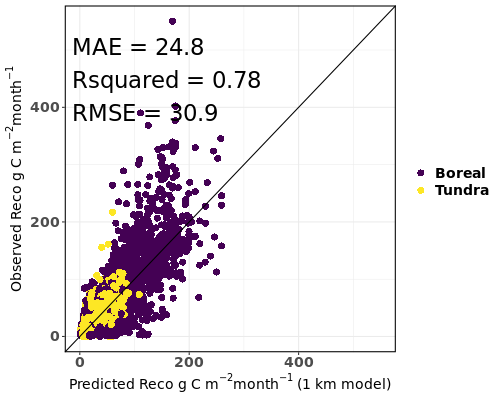 MAE = 24.8
Rsquared = 0.78
RMSE = 30.9
Observed Reco g C m⁻²month⁻¹
400
200
0
0 200 400
Predicted Reco g C m⁻²month⁻¹ (1 km model)
Boreal
Tundra